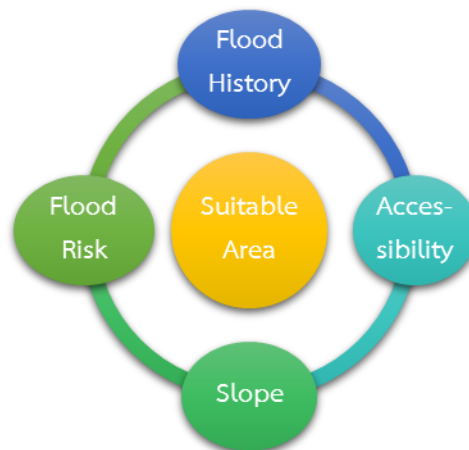 Flood
History
Flood
Risk
Suitable
Area
Acces-
sibility
Slope